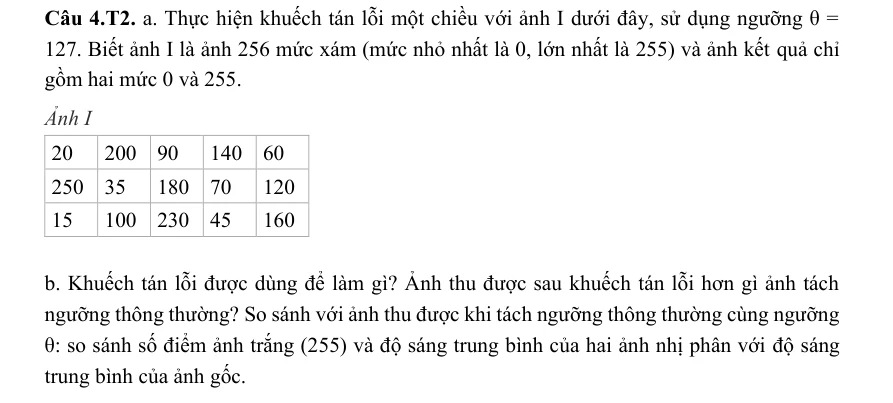 Câu 4.T2. a. Thực hiện khuếch tán lỗi một chiều với ảnh I dưới đây, sử dụng ngưỡng θ =
127. Biết ảnh I là ảnh 256 mức xám (mức nhỏ nhất là 0, lớn nhất là 255) và ảnh kết quả chỉ
gồm hai mức 0 và 255.
Ảnh I
20 200 90 140 60
250 35 180 70 120
15 100 230 45 160
b. Khuếch tán lỗi được dùng để làm gì? Ảnh thu được sau khuếch tán lỗi hơn gì ảnh tách
ngưỡng thông thường? So sánh với ảnh thu được khi tách ngưỡng thông thường cùng ngưỡng
θ: so sánh số điểm ảnh trắng (255) và độ sáng trung bình của hai ảnh nhị phân với độ sáng
trung bình của ảnh gốc.